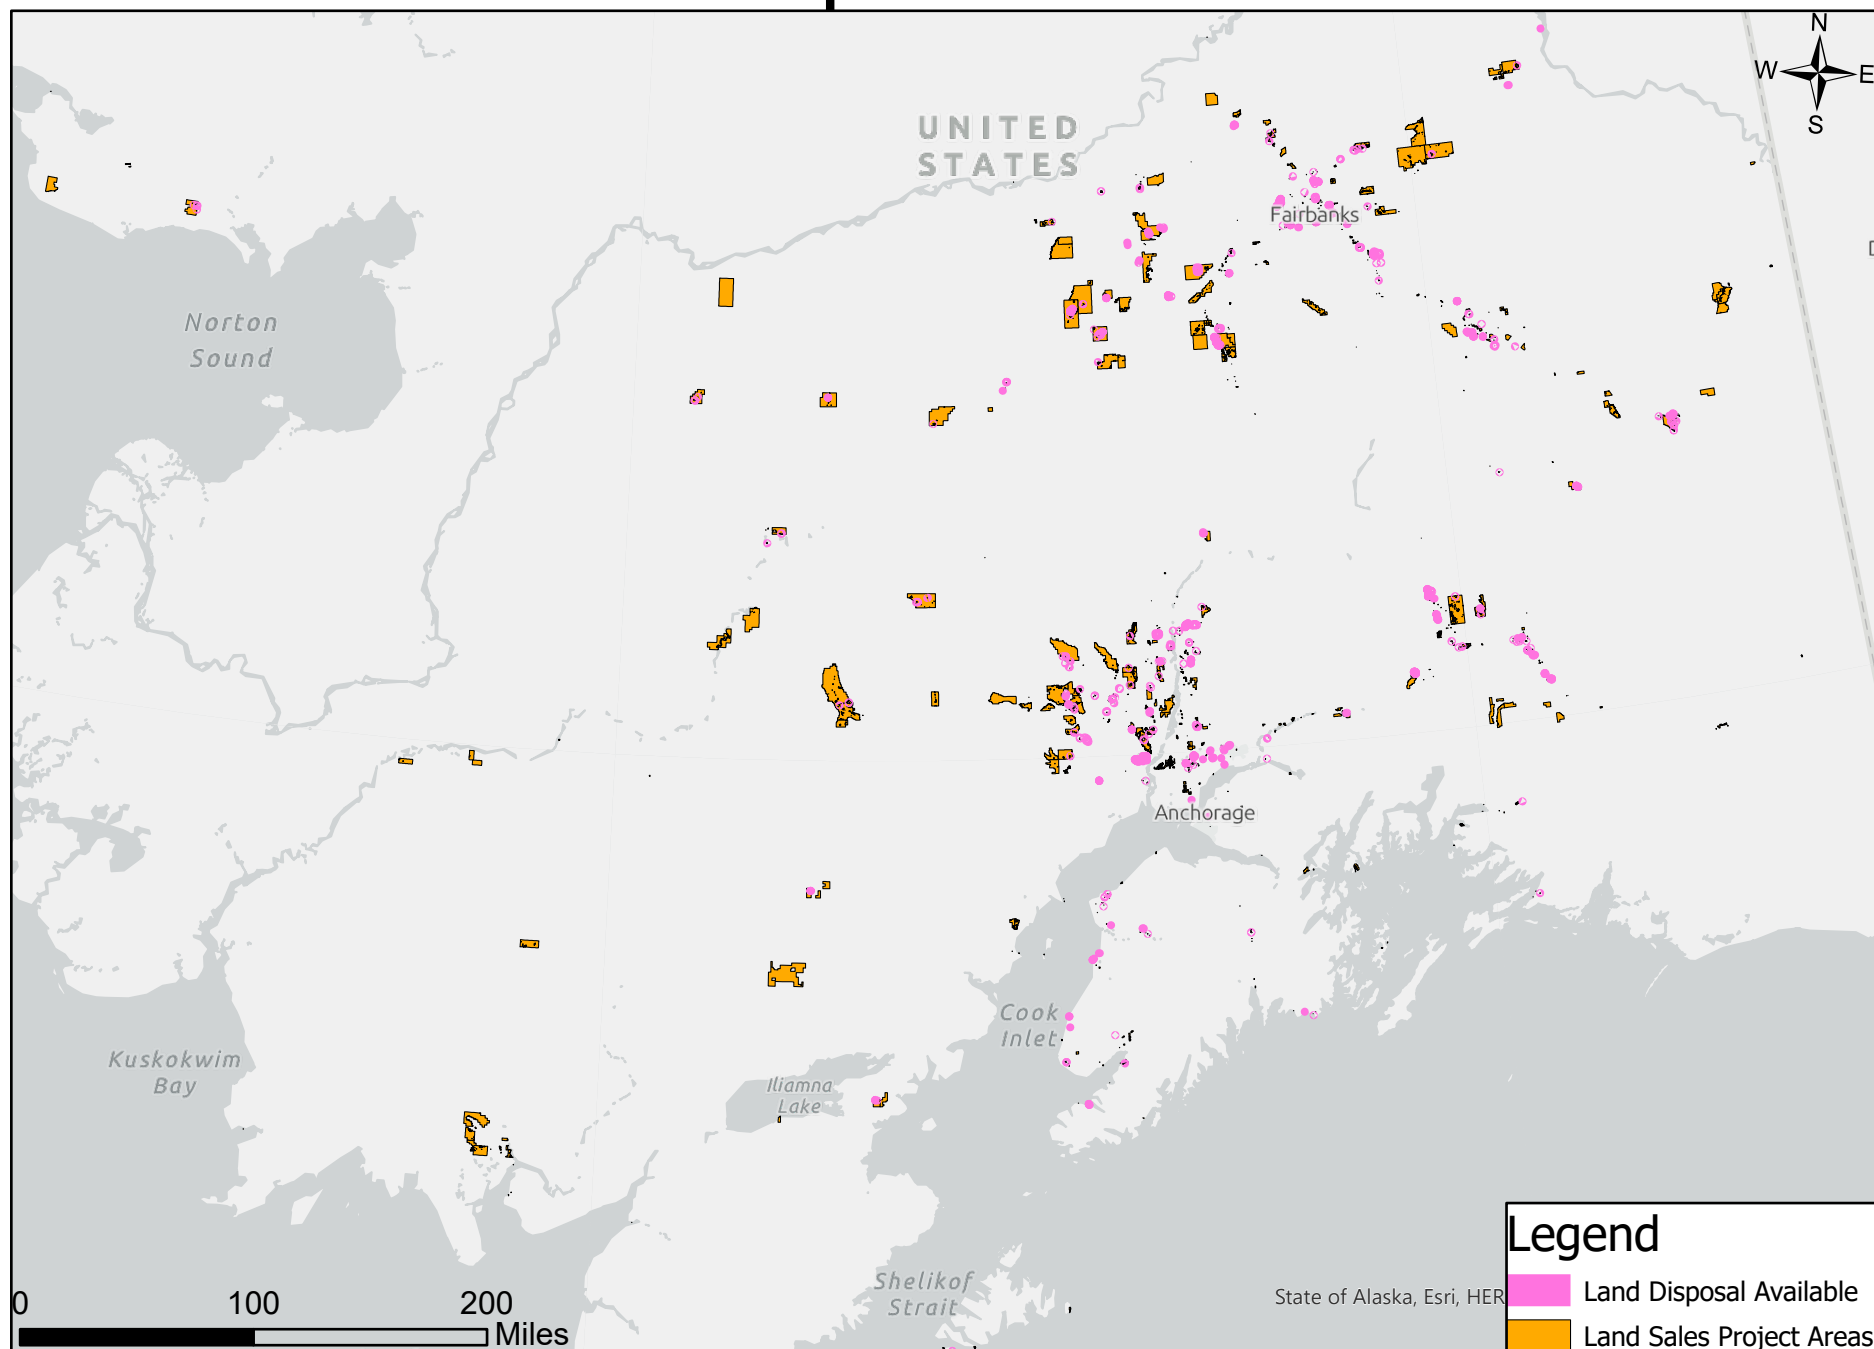 N
W E
S
UNITED
STATES
Fairbanks
Norton
Sound
Anchorage
Cook
Inlet
Kuskokwim
Bay
Iliamna
Lake
Shelikof
Strait
0 100 200
Miles
State of Alaska, Esri, HER
Legend
Land Disposal Available
Land Sales Project Areas